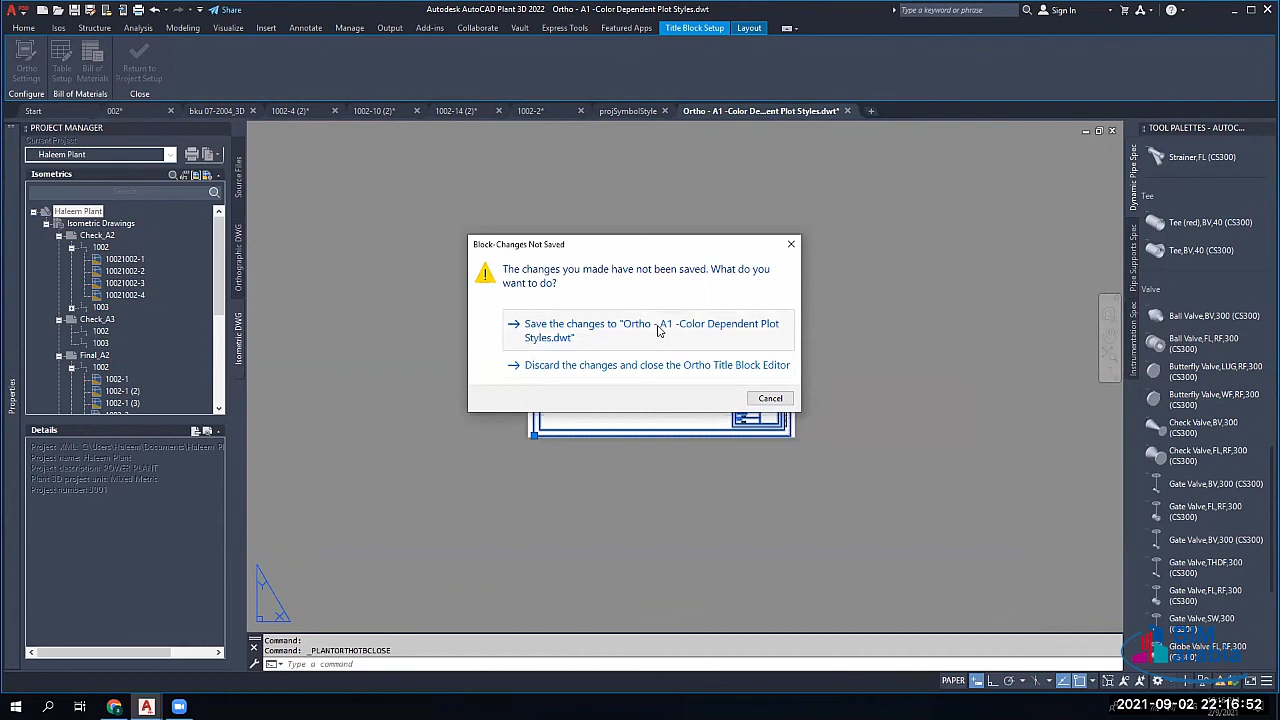 Share
Autodesk AutoCAD Plant 3D 2022 Ortho - A1 -Color Dependent Plot Styles.dwt
Type a keyword or phrase
Sign In
Home Isos Structure Analysis Modeling Visualize Insert Annotate Manage Output Add-ins Collaborate Vault Express Tools Featured Apps Title Block Setup Layout
Ortho Settings
Table Setup
Bill of Materials
Return to Project Setup
Configure Bill of Materials Close
Start 002* bku 07-2004_3D 1002-4 (2)* 1002-10 (2)* 1002-14 (2)* 1002-2* projSymbolStyle Ortho - A1 -Color De...ent Plot Styles.dwt*
PROJECT MANAGER
Current Project
Haleem Plant
Isometrics
Search
Haleem Plant
Isometric Drawings
Check_A2
1002
10021002-1
10021002-2
10021002-3
10021002-4
1003
Check_A3
1002
1003
Final_A2
1002
1002-1
1002-1 (2)
1002-1 (3)
Details
Project name: Haleem Plant
Project description: POWER PLANT
Plant 3D project unit: Mixed Metric
Project number: 3001
Source Files
Orthographic DWG
Isometric DWG
Properties
Block-Changes Not Saved
The changes you made have not been saved. What do you
want to do?
Save the changes to "Ortho - A1 -Color Dependent Plot
Styles.dwt"
Discard the changes and close the Ortho Title Block Editor
Cancel
Y
X
Command:
Command: _PLANTORTHOTBCLOSE
Type a command
PAPER
TOOL PALETTES - AUTOC...
Dynamic Pipe Spec
Pipe Supports Spec
Instrumentation Spec
Strainer,FL (CS300)
Tee
Tee (red),BV,40 (CS300)
Tee,BV,40 (CS300)
Valve
Ball Valve,BV,300 (CS300)
Ball Valve,FL,RF,300
(CS300)
Butterfly Valve,LUG,RF,300
(CS300)
Butterfly Valve,WF,RF,300
(CS300)
Check Valve,BV,300
(CS300)
Check Valve,FL,RF,300
(CS300)
Gate Valve,BV,300 (CS300)
Gate Valve,FL,RF,300
(CS300)
Gate Valve,BV,300 (CS300)
Gate Valve,THDF,300
(CS300)
Gate Valve,FL,RF,300
(CS300)
Gate Valve,SW,300
(CS300)
Globe Valve,FL,RF,300
2021-09-02 22:16:52